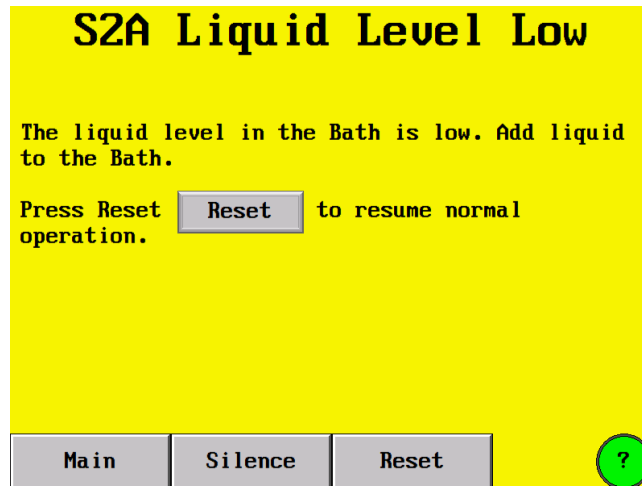 S2A Liquid Level Low
The liquid level in the Bath is low. Add liquid
to the Bath.
Press Reset Reset to resume normal
operation.
Main Silence Reset ?